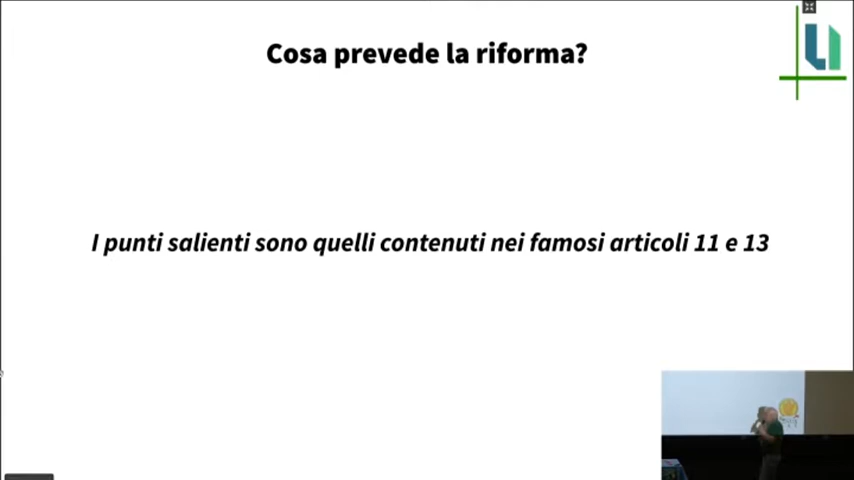 Cosa prevede la riforma?
I punti salienti sono quelli contenuti nei famosi articoli 11 e 13